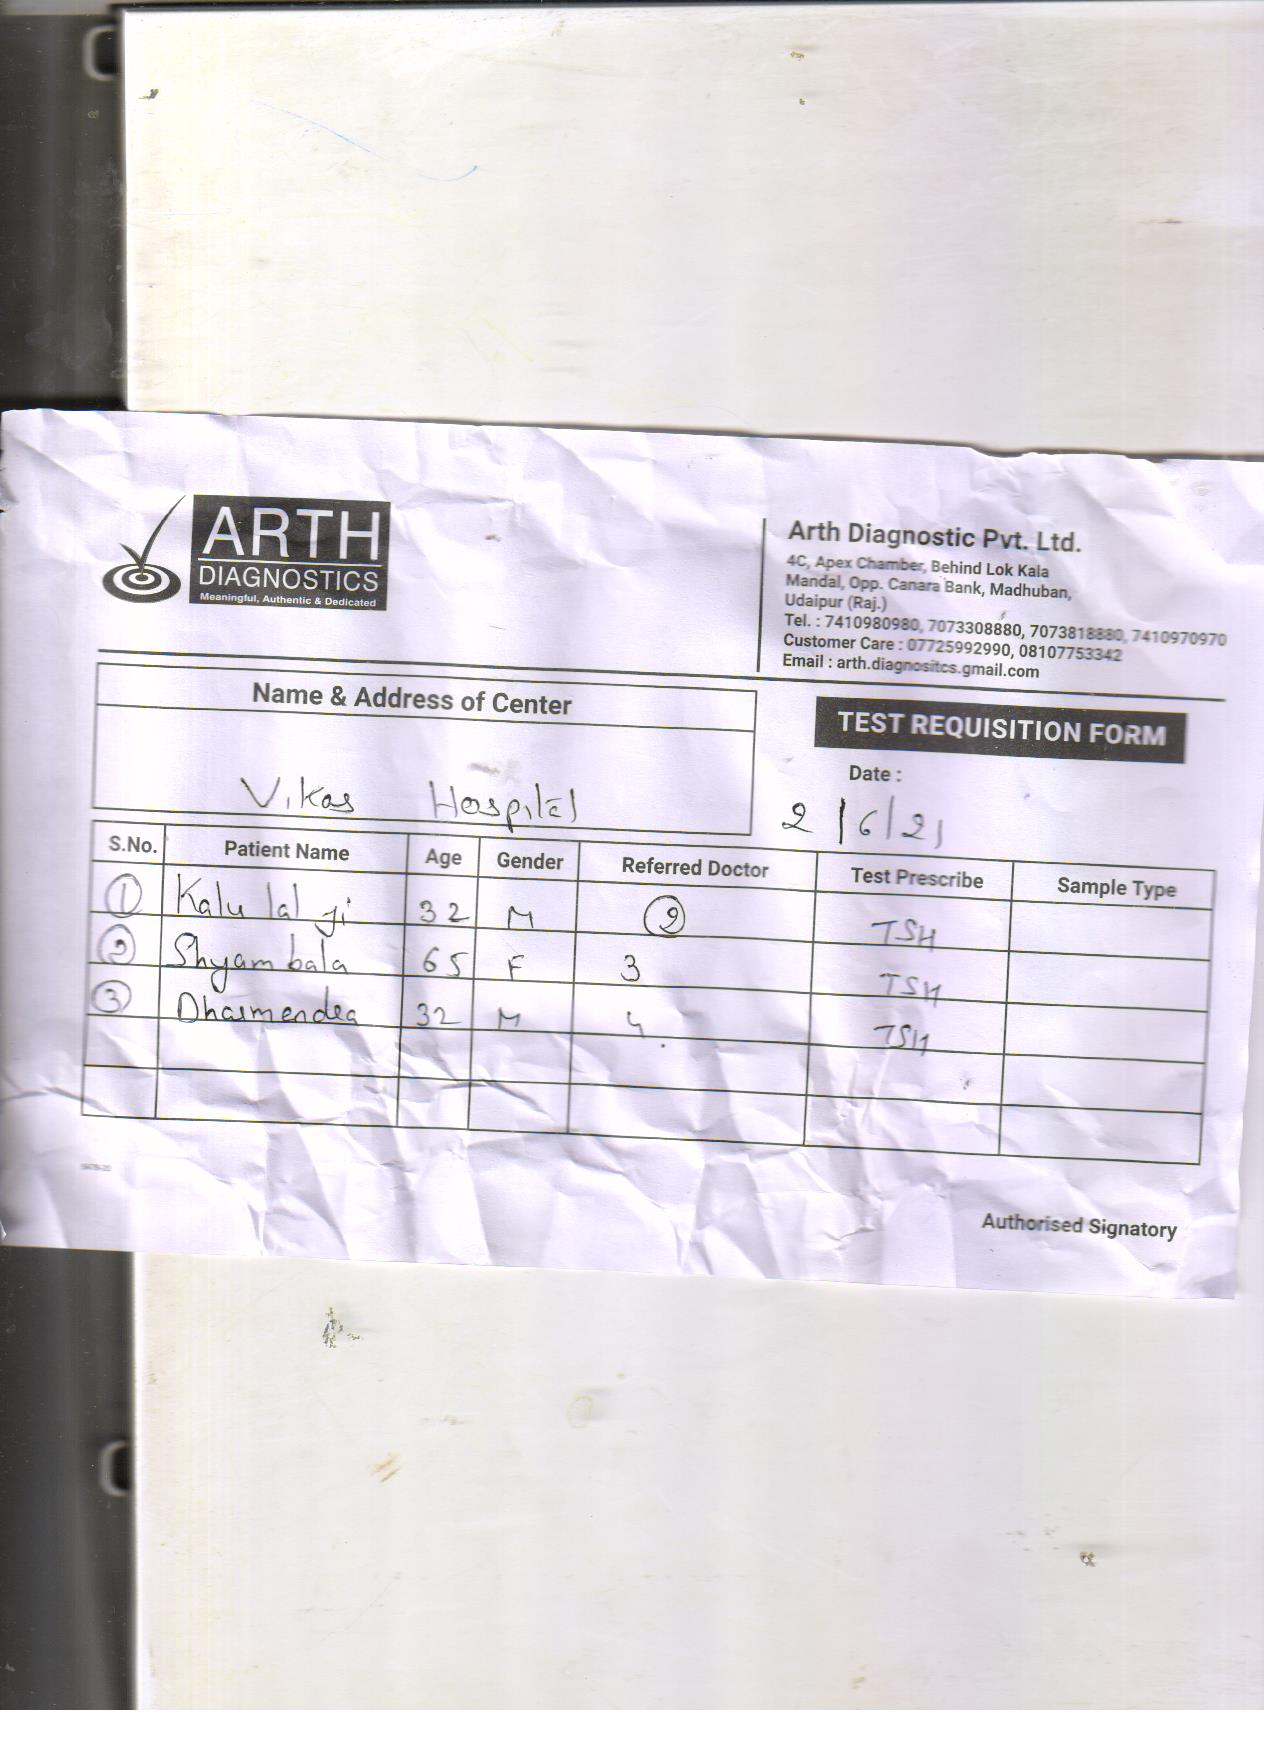 ARTH
DIAGNOSTICS
Meaningful, Authentic & Dedicated
Arth Diagnostic Pvt. Ltd.
4C, Apex Chamber, Behind Lok Kala
Mandal, Opp. Canara Bank, Madhuban,
Udaipur (Raj.)
Tel. : 7410980980, 7073308880, 7073818880, 7410970970
Customer Care : 07725992990, 08107753342
Email : arth.diagnositcs.gmail.com
Name & Address of Center
Vikas Hospital
TEST REQUISITION FORM
Date :
2/6/21
S.No. Patient Name Age Gender Referred Doctor Test Prescribe Sample Type
1 Kalu lal ji 32 M 2 TSH
2 Shyam bala 65 F 3 TSH
3 Dharmendra 32 M 4. TSH
Authorised Signatory